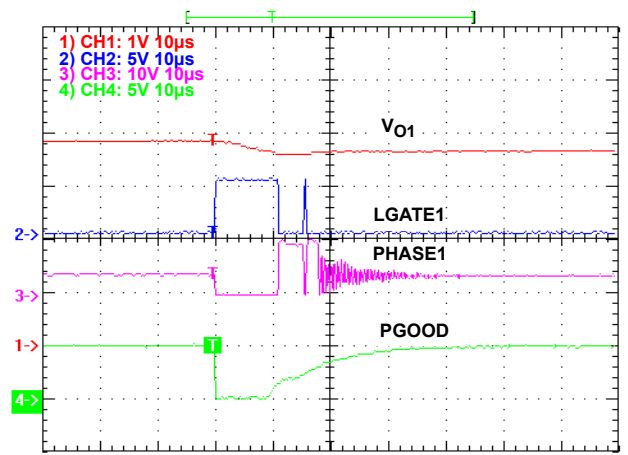 1) CH1: 1V 10µs
2) CH2: 5V 10µs
3) CH3: 10V 10µs
4) CH4: 5V 10µs
T
VO1
LGATE1
2->
PHASE1
3->
PGOOD
1->
T
4->